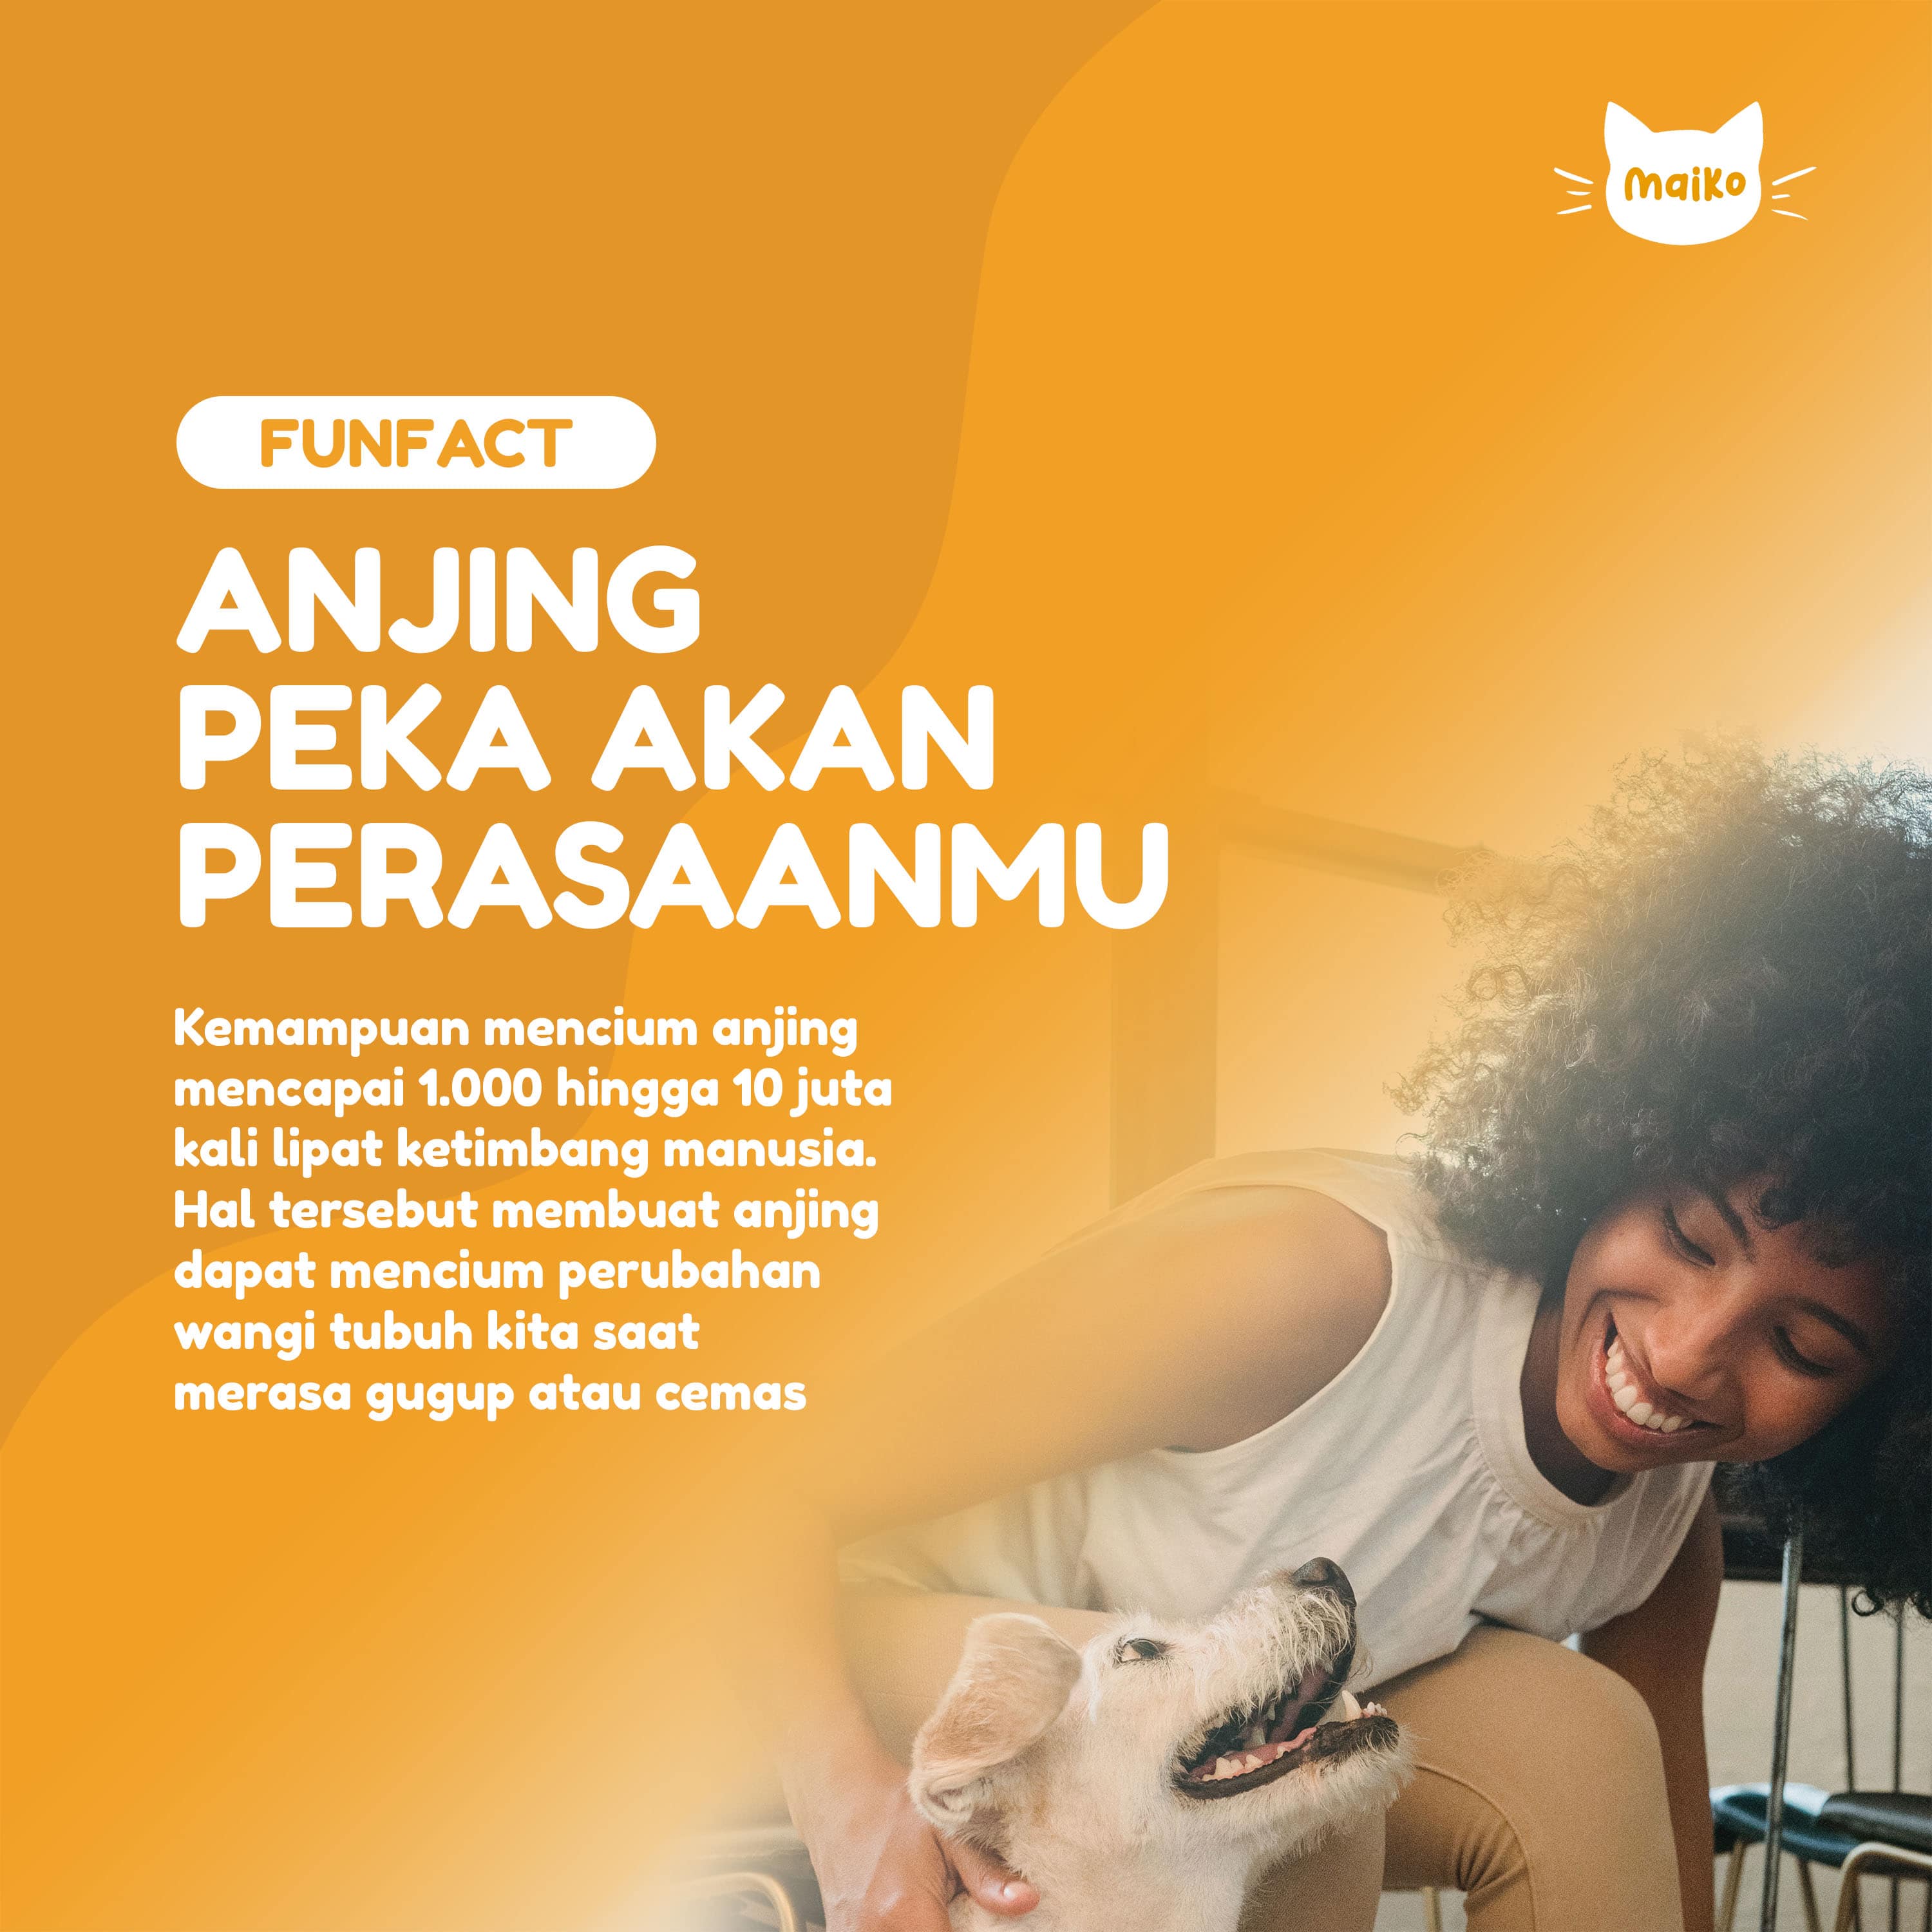 maiko
FUNFACT
ANJING
PEKA AKAN
PERASAANMU
Kemampuan mencium anjing
mencapai 1.000 hingga 10 juta
kali lipat ketimbang manusia.
Hal tersebut membuat anjing
dapat mencium perubahan
wangi tubuh kita saat
merasa gugup atau cemas